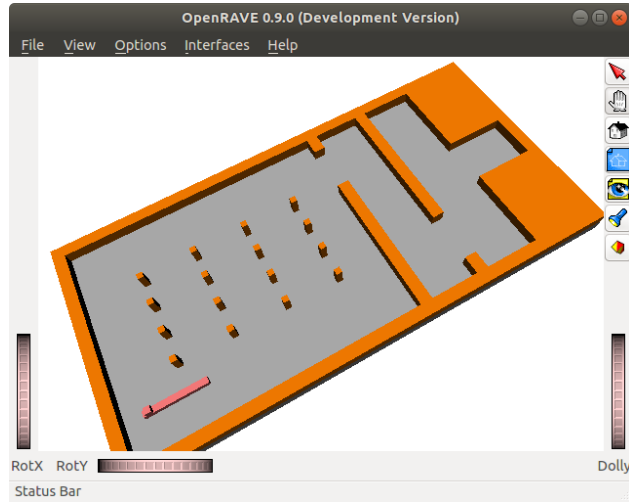 OpenRAVE 0.9.0 (Development Version)
File View Options Interfaces Help
RotX RotY Dolly
Status Bar